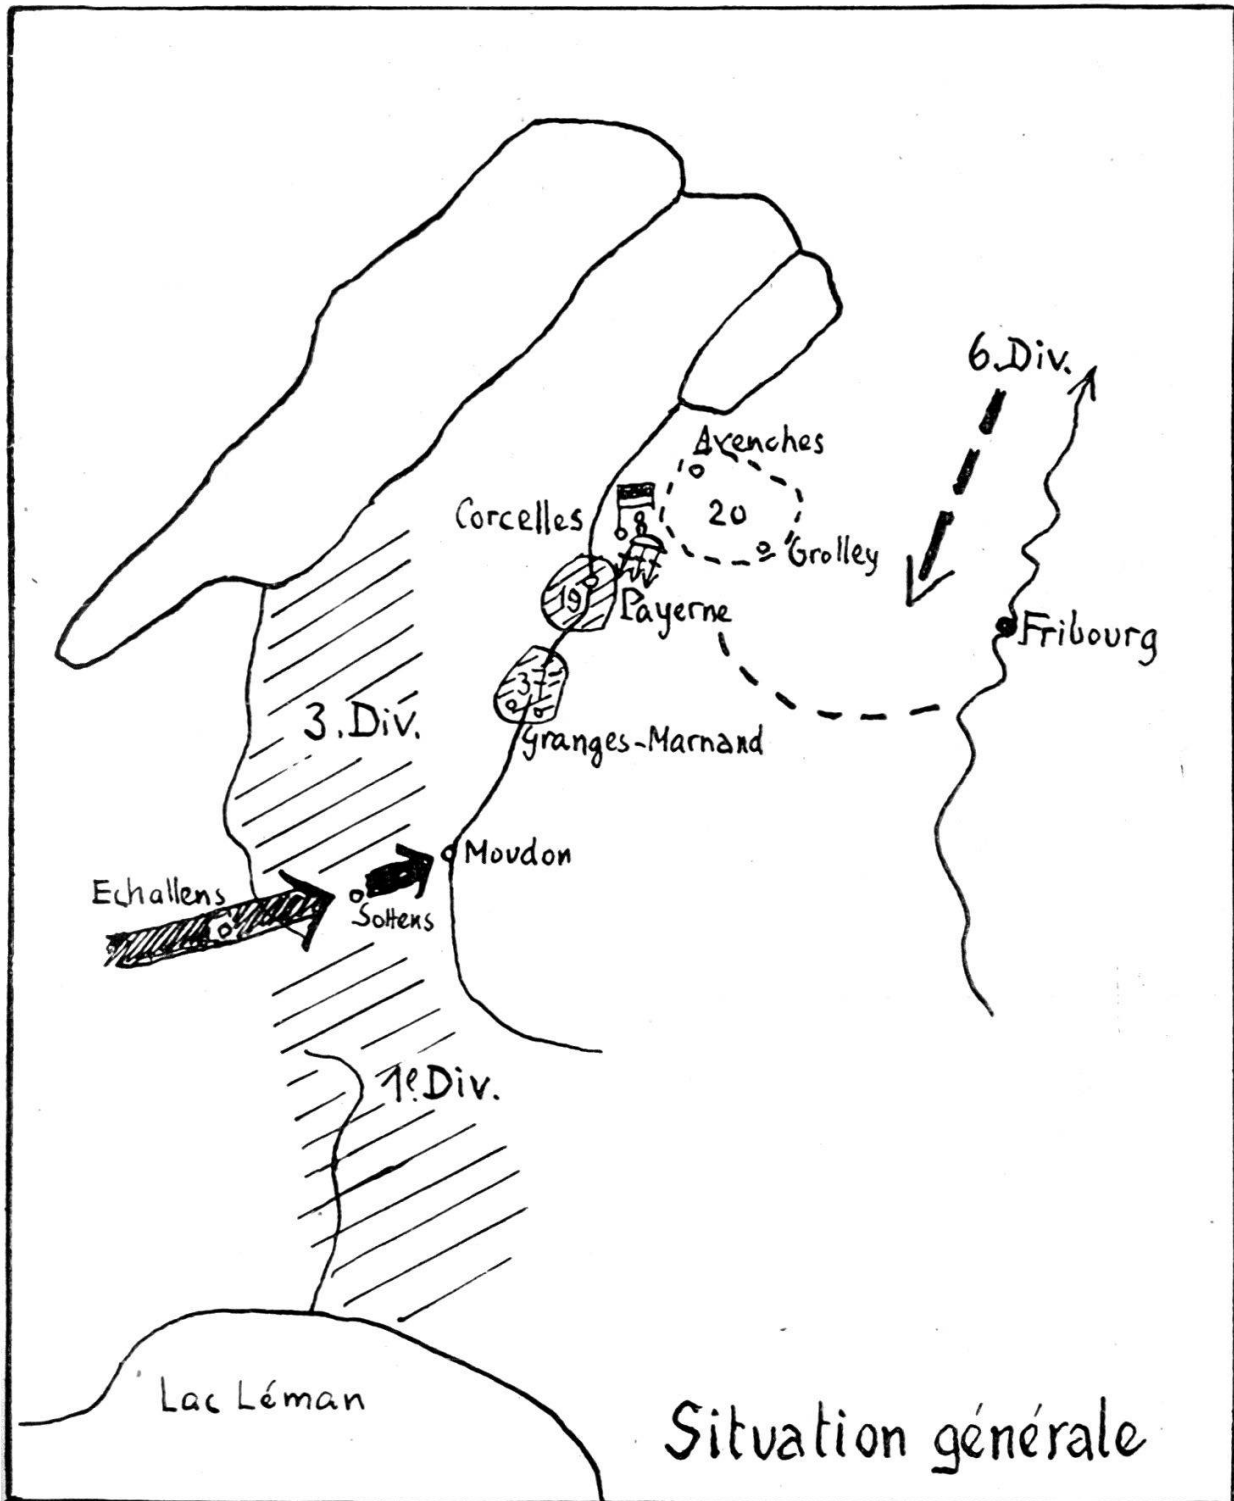 6.Div.
Avenches
Corcelles
8
20
Grolley
19
Payerne
Fribourg
3
3.Div.
Granges-Marnand
Moudon
Echallens
Sottens
1e.Div.
Lac Léman
Situation générale